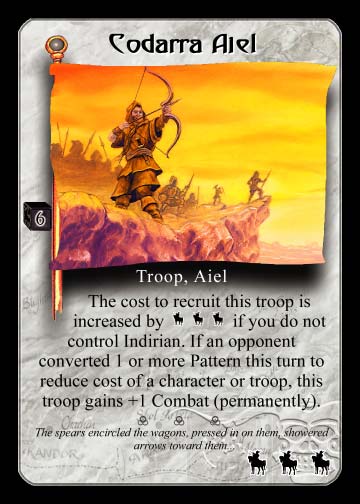 Codarra Aiel
6
Troop, Aiel
The cost to recruit this troop is
increased by if you do not
control Indirian. If an opponent
converted 1 or more Pattern this turn to
reduce cost of a character or troop, this
troop gains +1 Combat (permanently).
The spears encircled the wagons, pressed in on them, showered
arrows toward them...
KANDOR